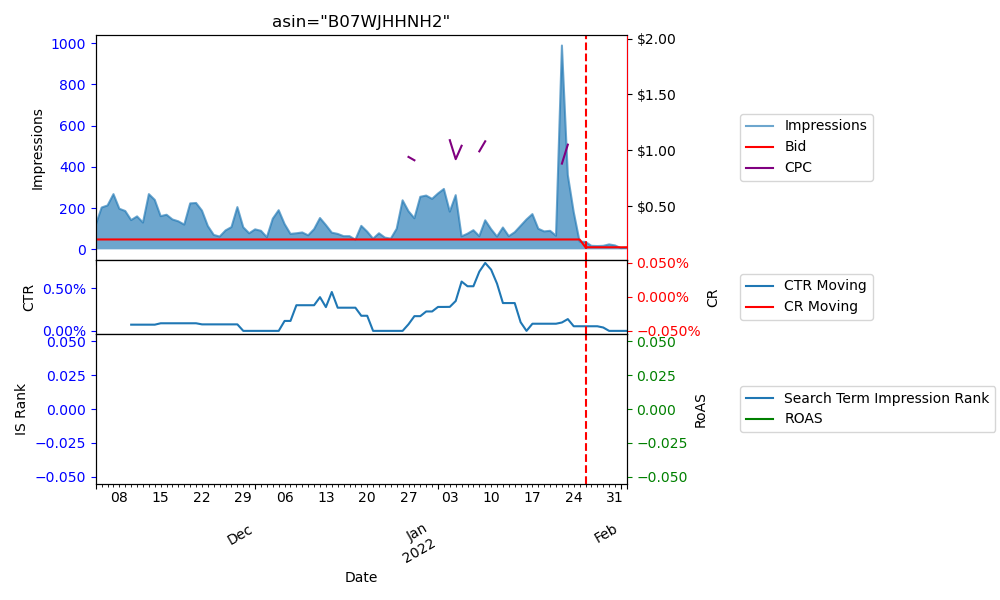 asin="B07WJHHNH2"
1000
800
600
400
200
0
Impressions
$2.00
$1.50
$1.00
$0.50
Impressions
Bid
CPC
0.50%
0.00%
CTR
0.050%
0.000%
−0.050%
CR
CTR Moving
CR Moving
0.050
0.025
0.000
−0.025
−0.050
IS Rank
0.050
0.025
0.000
−0.025
−0.050
RoAS
Search Term Impression Rank
ROAS
08 15 22 29 06 13 20 27 03 10 17 24 31
Dec Jan Feb
2022
Date